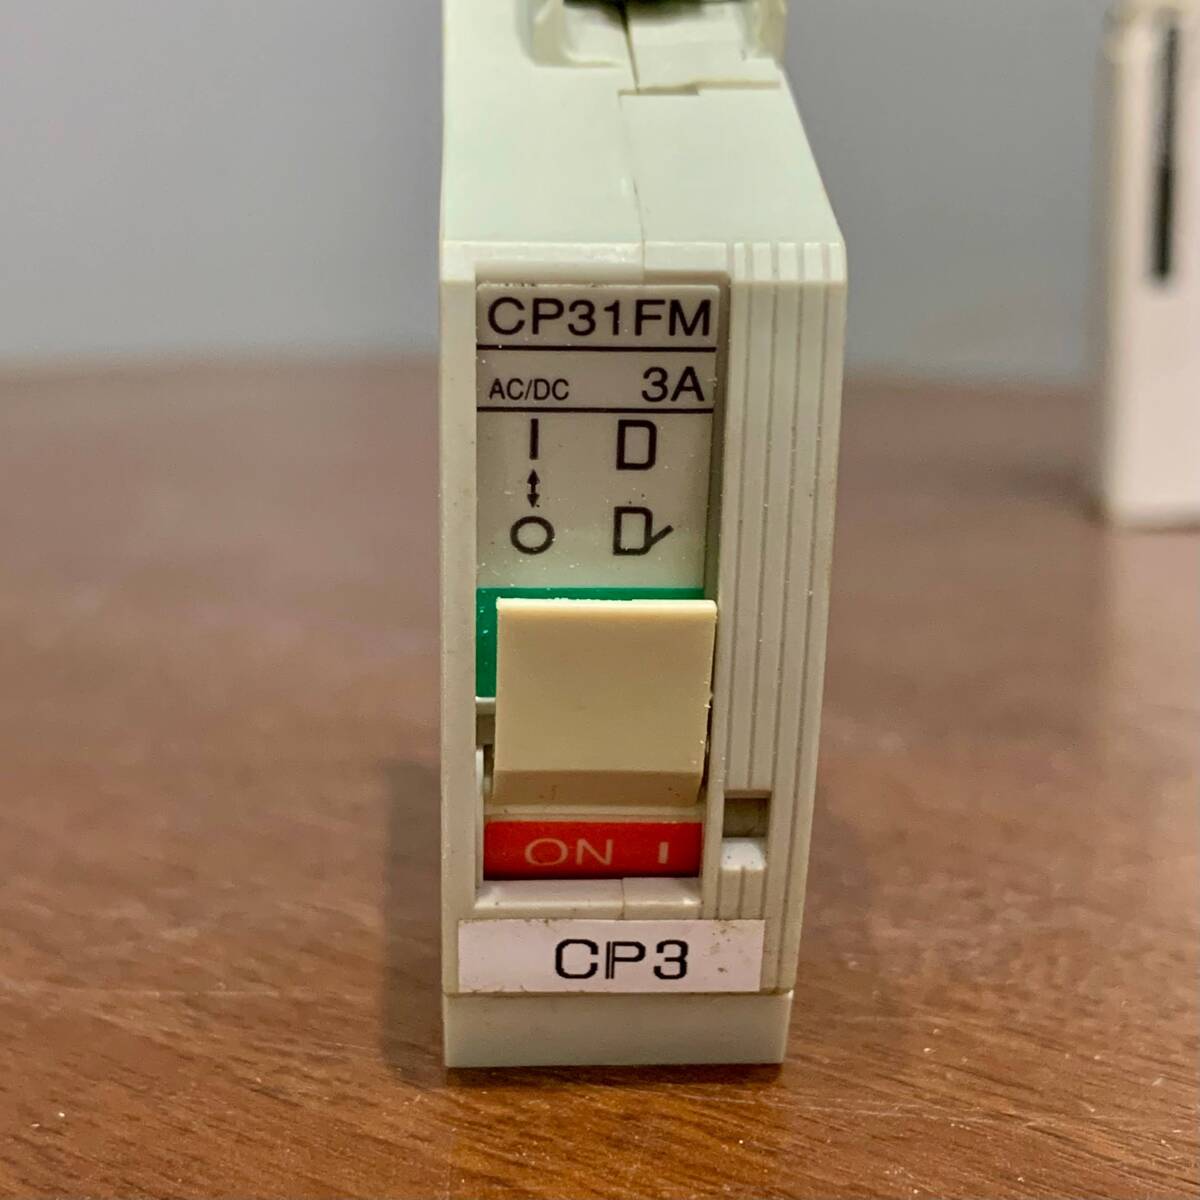 CP31FM
AC/DC 3A
I
O
ON I
CP3